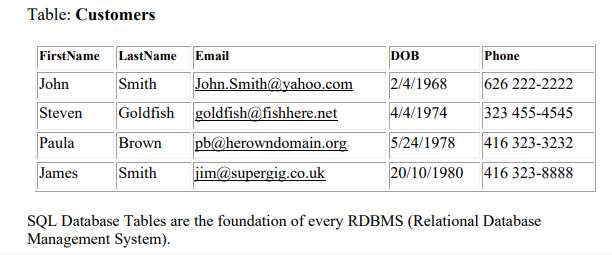 Table: Customers
FirstName LastName Email DOB Phone
John Smith John.Smith@yahoo.com 2/4/1968 626 222-2222
Steven Goldfish goldfish@fishhere.net 4/4/1974 323 455-4545
Paula Brown pb@herowndomain.org 5/24/1978 416 323-3232
James Smith jim@supergig.co.uk 20/10/1980 416 323-8888
SQL Database Tables are the foundation of every RDBMS (Relational Database
Management System).